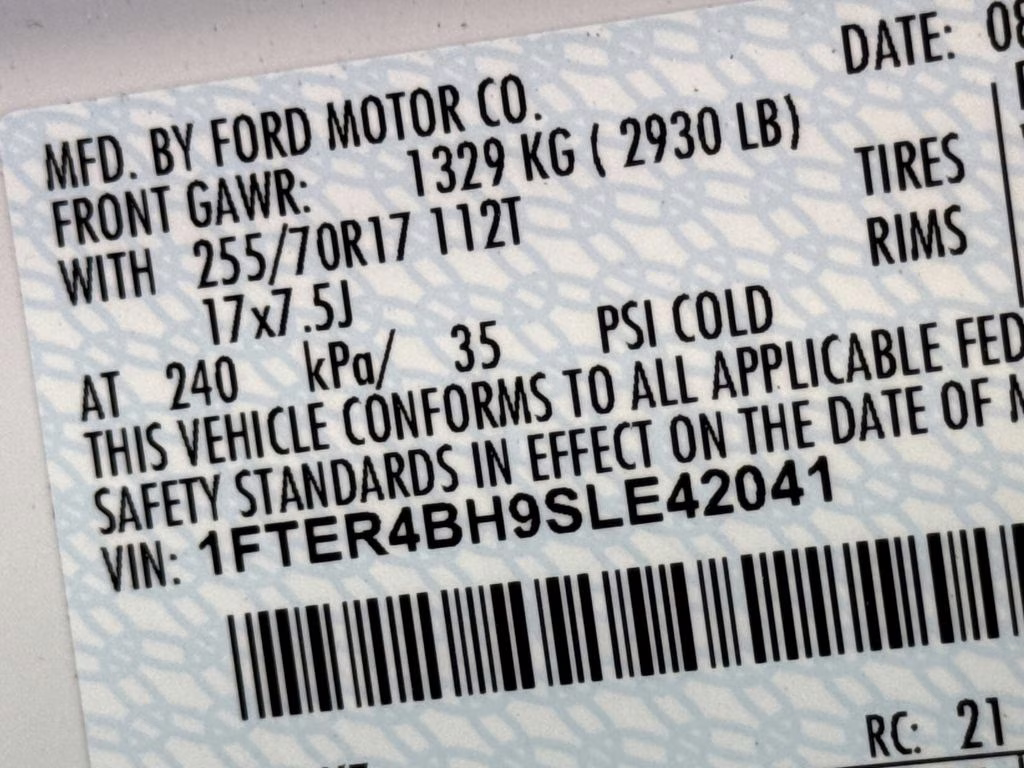 DATE: 08
MFD. BY FORD MOTOR CO.
FRONT GAWR: 1329 KG ( 2930 LB)
WITH 255/70R17 112T TIRES
17x7.5J RIMS
AT 240 kPa/ 35 PSI COLD
THIS VEHICLE CONFORMS TO ALL APPLICABLE FED
SAFETY STANDARDS IN EFFECT ON THE DATE OF
VIN: 1FTER4BH9SLE42041
RC: 21